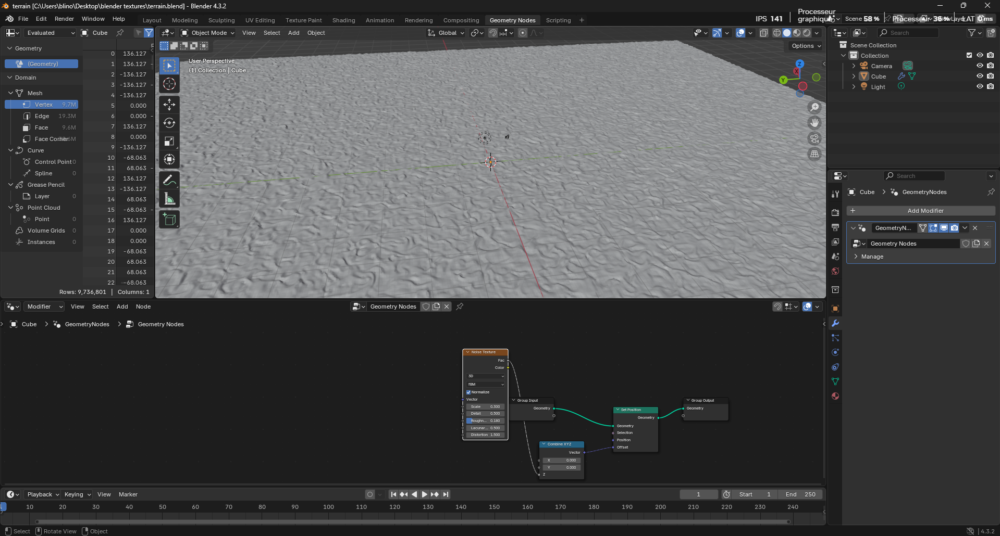 terrain [C:\Users\blino\Desktop\blender textures\terrain.blend] - Blender 4.3.2
File Edit Render Window Help
Layout Modeling Sculpting UV Editing Texture Paint Shading Animation Rendering Compositing Geometry Nodes Scripting +
IPS 141
Processeur graphique 58 %
Processeur 36 %
LAT 0 ms
Scene
Evaluated Cube
Object Mode View Select Add Object
Global
Options
Geometry
(Geometry)
Domain
Mesh
Vertex 9.7M
Edge 19.3M
Face 9.6M
Face Corner
Curve
Control Point 0
Spline 0
Grease Pencil
Layer 0
Point Cloud
Point 0
Volume Grids 0
Instances 0
0 136.127
1 136.127
2 -136.127
3 -136.127
4 -136.127
5 0.000
6 0.000
7 136.127
8 0.000
9 -136.127
10 -68.063
11 68.063
12 136.127
13 -136.127
14 68.063
15 -68.063
16 136.127
17 0.000
18 0.000
19 -68.063
20 68.063
21 68.063
22 -68.063
Rows: 9,736,801 | Columns: 1
User Perspective
(1) Collection | Cube
Z
X
Y
Search
Scene Collection
Collection
Camera
Cube
Light
Search
Cube > GeometryNodes
+ Add Modifier
GeometryN...
Geometry Nodes
Manage
Modifier View Select Add Node
Geometry Nodes
Cube > GeometryNodes > Geometry Nodes
Noise Texture
Fac
Color
3D
fBM
Normalize
Vector
Scale 0.300
Detail 0.500
Roughn... 0.180
Lacunar... 0.500
Distortion 1.500
Group Input
Geometry
Combine XYZ
Vector
X 0.000
Y 0.000
Z
Set Position
Geometry
Geometry
Selection
Position
Offset
Group Output
Geometry
Playback Keying View Marker
1 Start 1 End 250
1 10 20 30 40 50 60 70 80 90 100 110 120 130 140 150 160 170 180 190 200 210 220 230 240
Select Rotate View Object
4.3.2